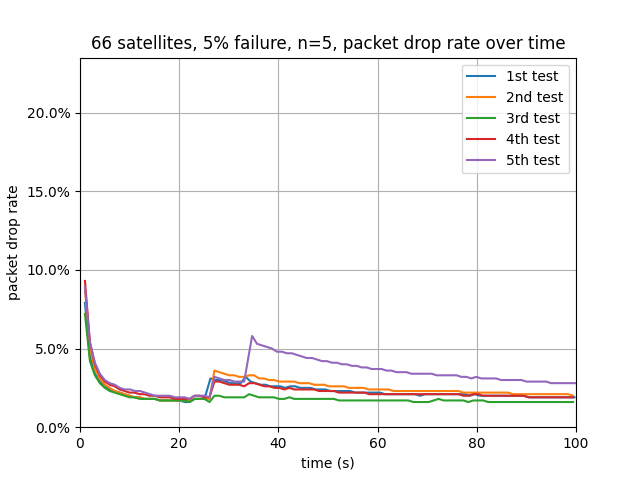 66 satellites, 5% failure, n=5, packet drop rate over time
1st test
2nd test
3rd test
4th test
5th test
packet drop rate
20.0%
15.0%
10.0%
5.0%
0.0%
0 20 40 60 80 100
time (s)